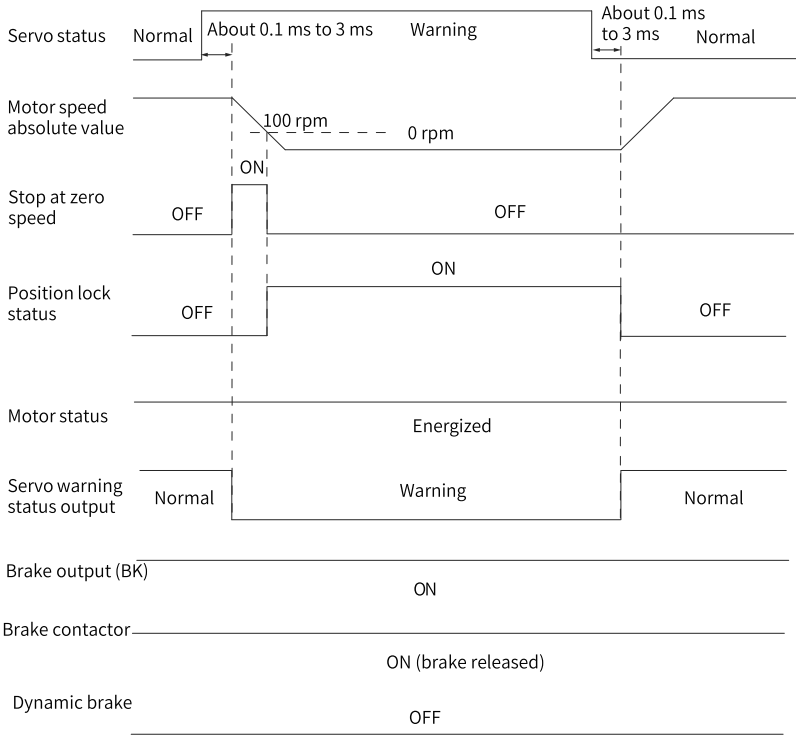 Servo status
Normal
About 0.1 ms to 3 ms
Warning
About 0.1 ms
to 3 ms
Normal
Motor speed
absolute value
100 rpm
0 rpm
Stop at zero
speed
OFF
ON
OFF
Position lock
status
OFF
ON
OFF
Motor status
Energized
Servo warning
status output
Normal
Warning
Normal
Brake output (BK)
ON
Brake contactor
ON (brake released)
Dynamic brake
OFF